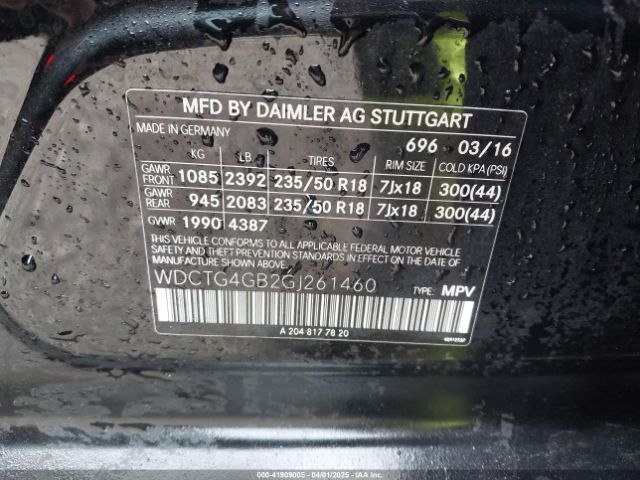 MFD BY DAIMLER AG STUTTGART
MADE IN GERMANY 696 03/16
KG LB TIRES RIM SIZE COLD KPA (PSI)
GAWR FRONT 1085 2392 235/50 R18 7Jx18 300(44)
GAWR REAR 945 2083 235/50 R18 7Jx18 300(44)
GVWR 1990 4387
THIS VEHICLE CONFORMS TO ALL APPLICABLE FEDERAL MOTOR VEHICLE
SAFETY AND THEFT PREVENTION STANDARDS IN EFFECT ON THE DATE OF
MANUFACTURE SHOWN ABOVE.
WDCTG4GB2GJ261460 TYPE: MPV
A 204 817 78 20
000-41909005 - 04/01/2025 - www.iaai.com